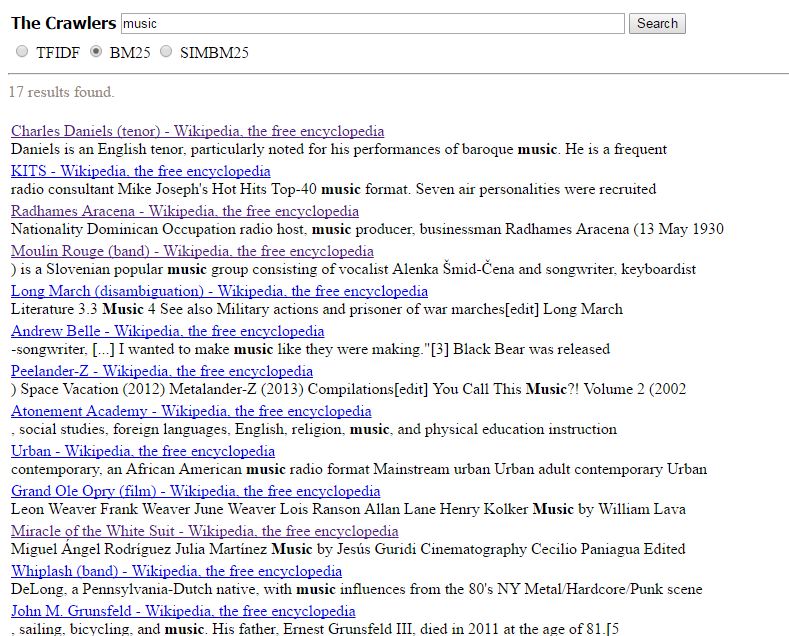 The Crawlers music Search
TFIDF BM25 SIMBM25
17 results found.
Charles Daniels (tenor) - Wikipedia, the free encyclopedia
Daniels is an English tenor, particularly noted for his performances of baroque music. He is a frequent
KITS - Wikipedia, the free encyclopedia
radio consultant Mike Joseph's Hot Hits Top-40 music format. Seven air personalities were recruited
Radhames Aracena - Wikipedia, the free encyclopedia
Nationality Dominican Occupation radio host, music producer, businessman Radhames Aracena (13 May 1930
Moulin Rouge (band) - Wikipedia, the free encyclopedia
) is a Slovenian popular music group consisting of vocalist Alenka Šmid-Čena and songwriter, keyboardist
Long March (disambiguation) - Wikipedia, the free encyclopedia
Literature 3.3 Music 4 See also Military actions and prisoner of war marches[edit] Long March
Andrew Belle - Wikipedia, the free encyclopedia
-songwriter, [...] I wanted to make music like they were making."[3] Black Bear was released
Peelander-Z - Wikipedia, the free encyclopedia
) Space Vacation (2012) Metalander-Z (2013) Compilations[edit] You Call This Music?! Volume 2 (2002
Atonement Academy - Wikipedia, the free encyclopedia
, social studies, foreign languages, English, religion, music, and physical education instruction
Urban - Wikipedia, the free encyclopedia
contemporary, an African American music radio format Mainstream urban Urban adult contemporary Urban
Grand Ole Opry (film) - Wikipedia, the free encyclopedia
Leon Weaver Frank Weaver June Weaver Lois Ranson Allan Lane Henry Kolker Music by William Lava
Miracle of the White Suit - Wikipedia, the free encyclopedia
Miguel Ángel Rodríguez Julia Martínez Music by Jesús Guridi Cinematography Cecilio Paniagua Edited
Whiplash (band) - Wikipedia, the free encyclopedia
DeLong, a Pennsylvania-Dutch native, with music influences from the 80's NY Metal/Hardcore/Punk scene
John M. Grunsfeld - Wikipedia, the free encyclopedia
, sailing, bicycling, and music. His father, Ernest Grunsfeld III, died in 2011 at the age of 81.[5